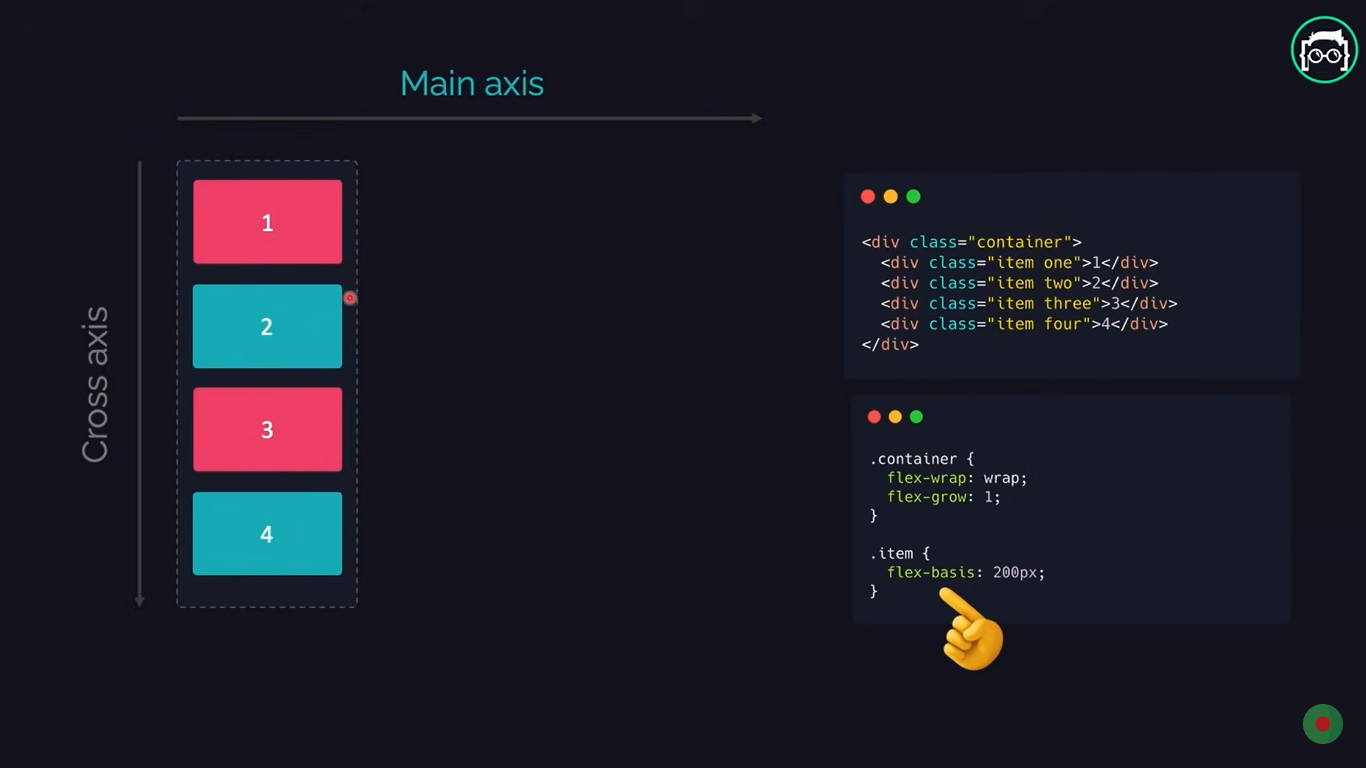 Main axis
Cross axis
1
2
3
4
<div class="container">
  <div class="item one">1</div>
  <div class="item two">2</div>
  <div class="item three">3</div>
  <div class="item four">4</div>
</div>
.container {
  flex-wrap: wrap;
  flex-grow: 1;
}
.item {
  flex-basis: 200px;
}